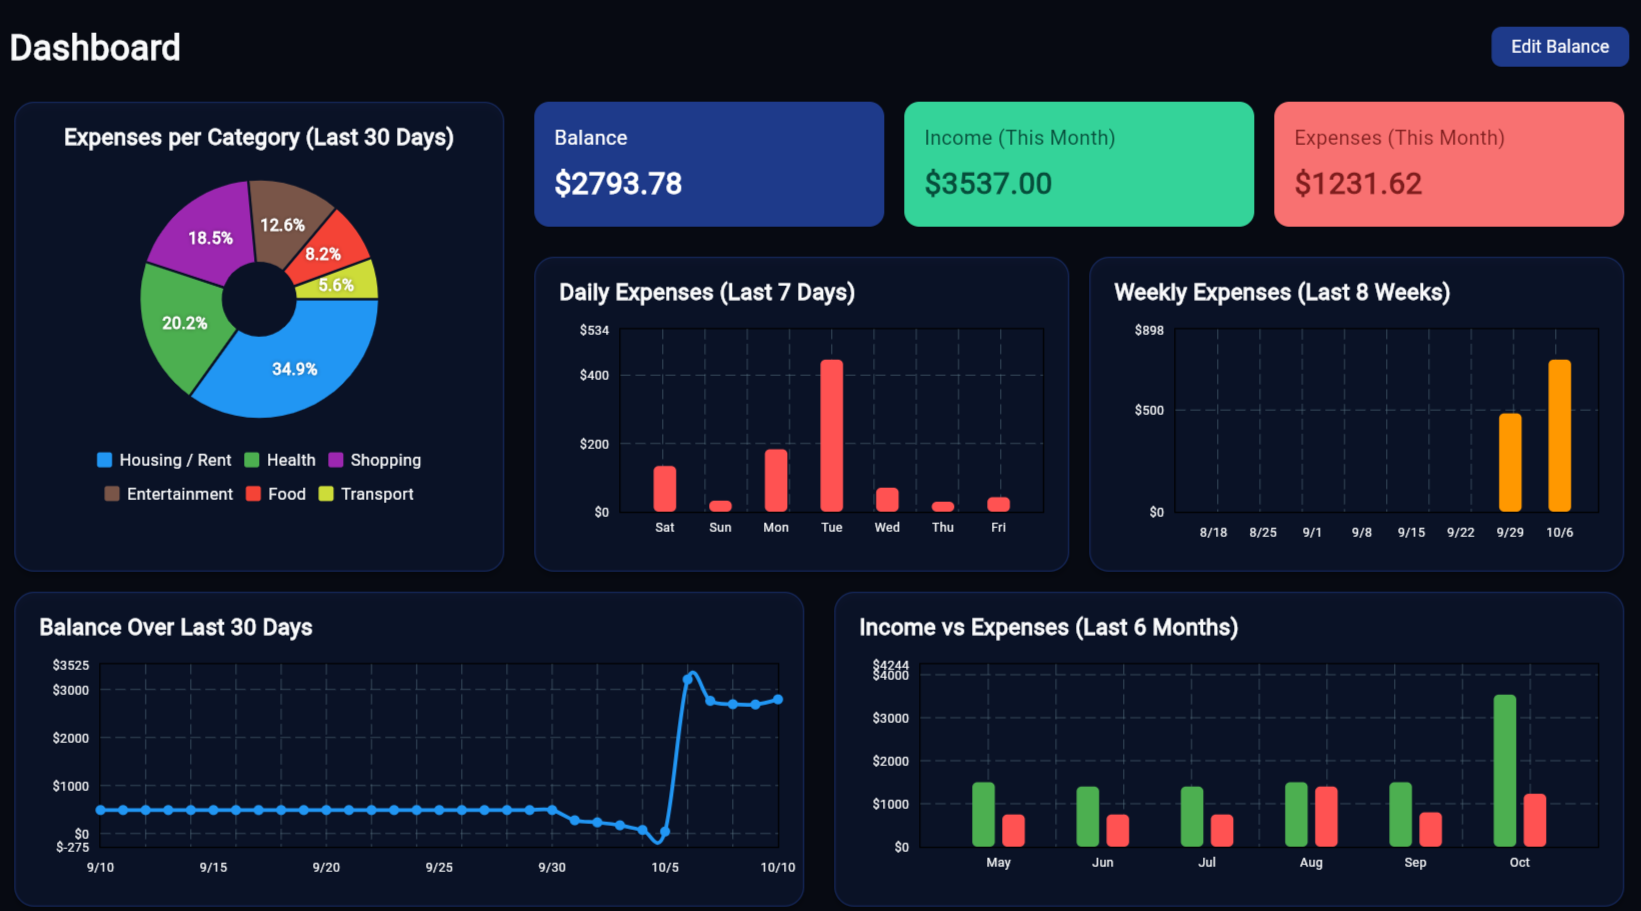 Dashboard
Edit Balance
Expenses per Category (Last 30 Days)
12.6%
18.5%
8.2%
5.6%
20.2%
34.9%
Housing / Rent Health Shopping
Entertainment Food Transport
Balance
$2793.78
Income (This Month)
$3537.00
Expenses (This Month)
$1231.62
Daily Expenses (Last 7 Days)
$534
$400
$200
$0
Sat Sun Mon Tue Wed Thu Fri
Weekly Expenses (Last 8 Weeks)
$898
$500
$0
8/18 8/25 9/1 9/8 9/15 9/22 9/29 10/6
Balance Over Last 30 Days
$3525
$3000
$2000
$1000
$0
$-275
9/10 9/15 9/20 9/25 9/30 10/5 10/10
Income vs Expenses (Last 6 Months)
$4244
$4000
$3000
$2000
$1000
$0
May Jun Jul Aug Sep Oct